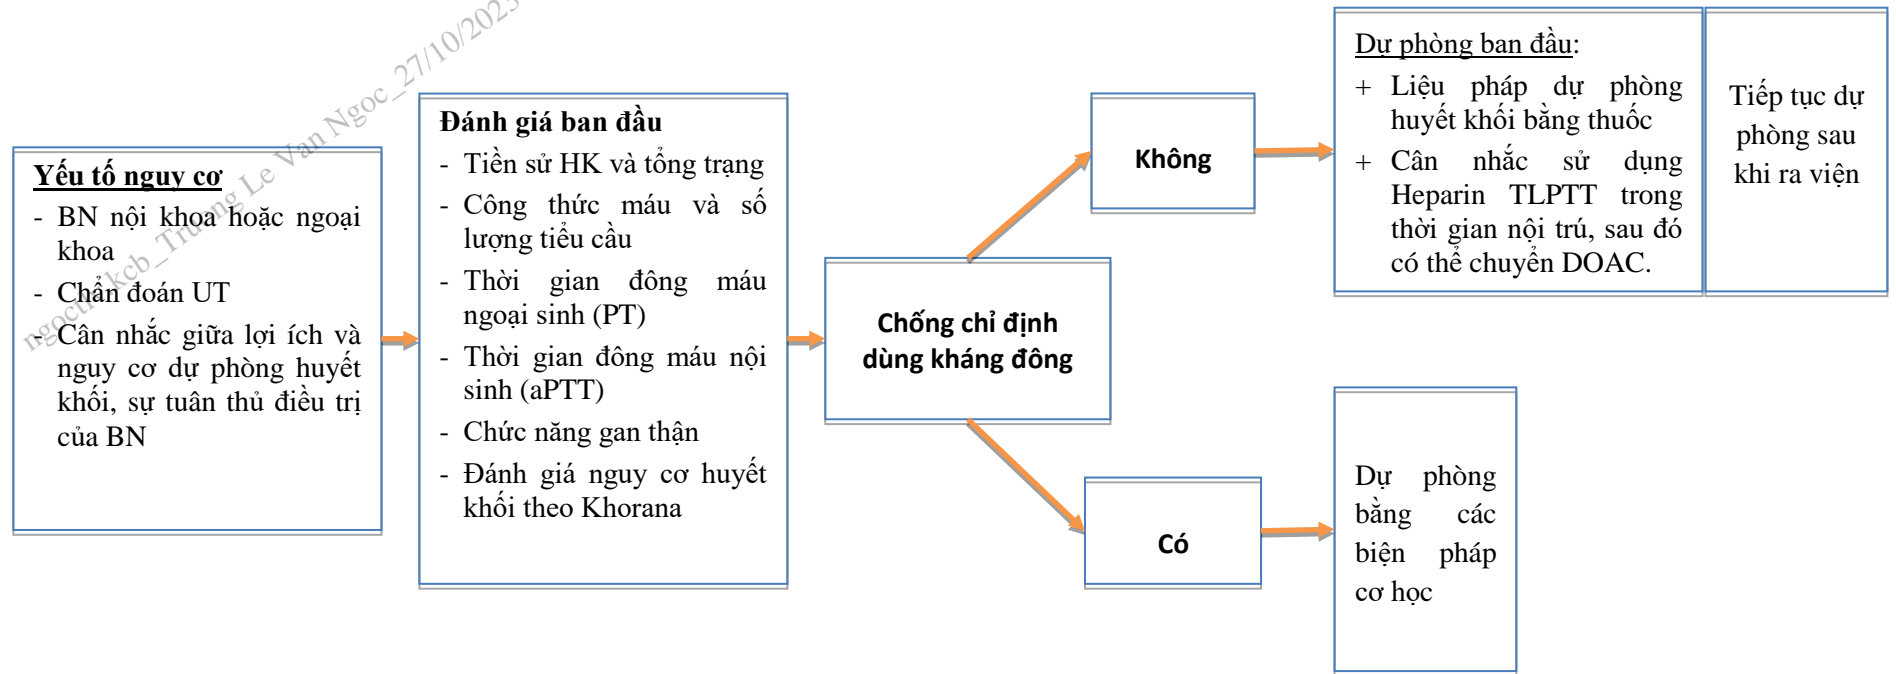 Yếu tố nguy cơ
- BN nội khoa hoặc ngoại
khoa
- Chẩn đoán UT
- Cân nhắc giữa lợi ích và
nguy cơ dự phòng huyết
khối, sự tuân thủ điều trị
của BN
Đánh giá ban đầu
- Tiền sử HK và tổng trạng
- Công thức máu và số
lượng tiểu cầu
- Thời gian đông máu
ngoại sinh (PT)
- Thời gian đông máu nội
sinh (aPTT)
- Chức năng gan thận
- Đánh giá nguy cơ huyết
khối theo Khorana
Chống chỉ định
dùng kháng đông
Không
Dự phòng ban đầu:
+ Liệu pháp dự phòng
huyết khối bằng thuốc
+ Cân nhắc sử dụng
Heparin TLPTT trong
thời gian nội trú, sau đó
có thể chuyển DOAC.
Tiếp tục dự
phòng sau
khi ra viện
Có
Dự phòng
bằng các
biện pháp
cơ học
Le Van Ngoc_27/10/2023